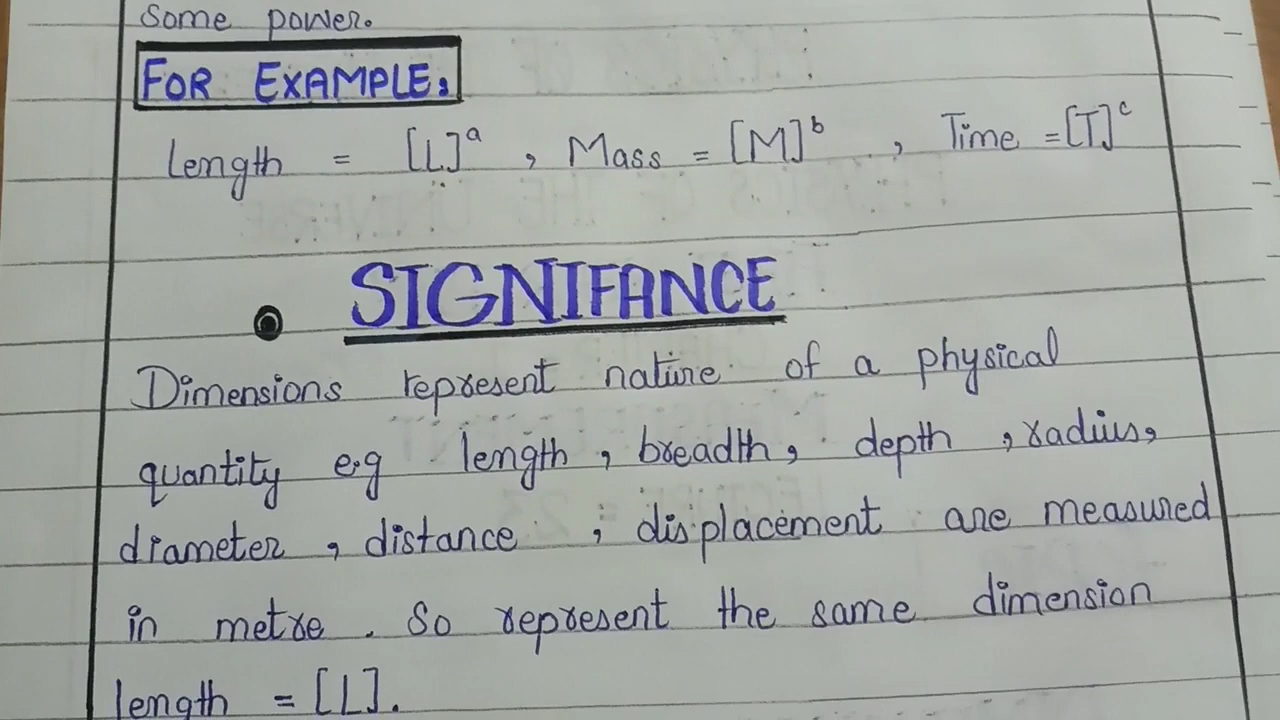 Some power.
FOR EXAMPLE:
Length = [L]ᵃ , Mass = [M]ᵇ , Time = [T]ᶜ
SIGNIFANCE
Dimensions represent nature of a physical
quantity e.g length, breadth, depth , radius,
diameter , distance , displacement are measured
in metre . So represent the same dimension
length = [L].